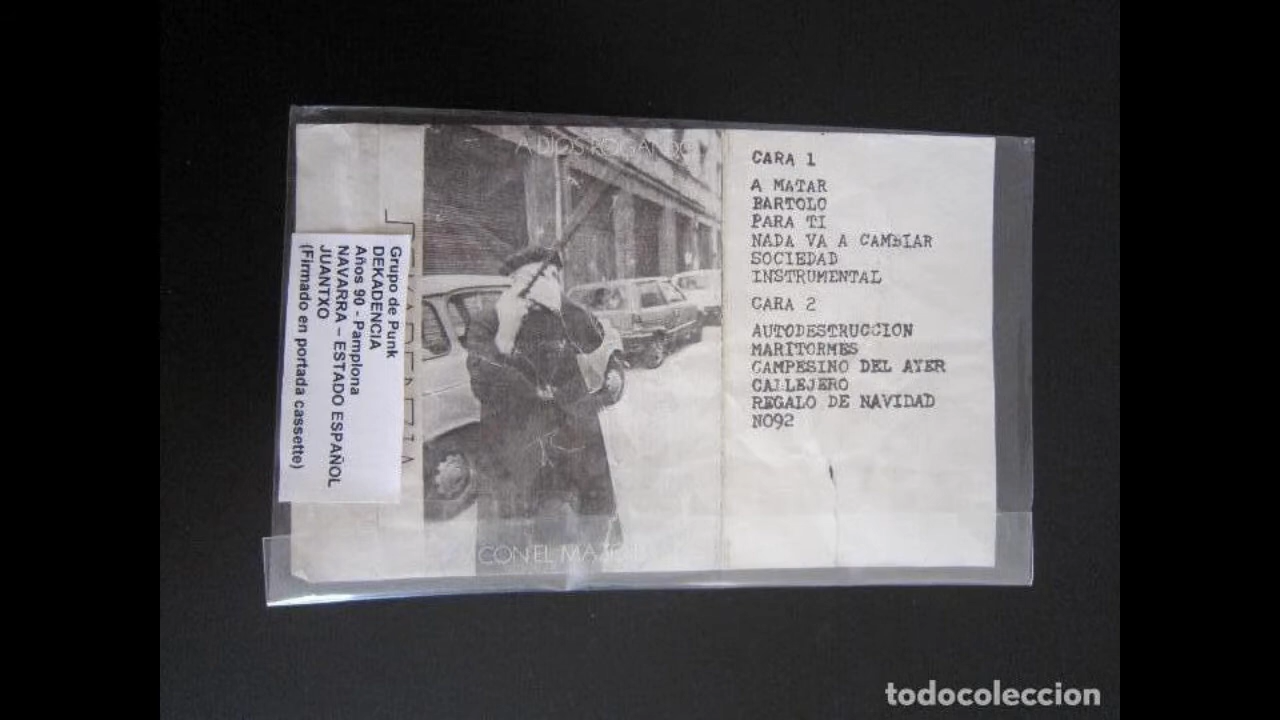 Grupo de Punk
DEKADENCIA
Años 90 - Pamplona
NAVARRA – ESTADO ESPAÑOL
JUANTXO
(Firmado en portada cassette)
A DIOS ROGANDO
CON EL
CARA 1
A MATAR
BARTOLO
PARA TI
NADA VA A CAMBIAR
SOCIEDAD
INSTRUMENTAL
CARA 2
AUTODESTRUCCION
MARITORMES
CAMPESINO DEL AYER
CALLEJERO
REGALO DE NAVIDAD
NO92
todocoleccion